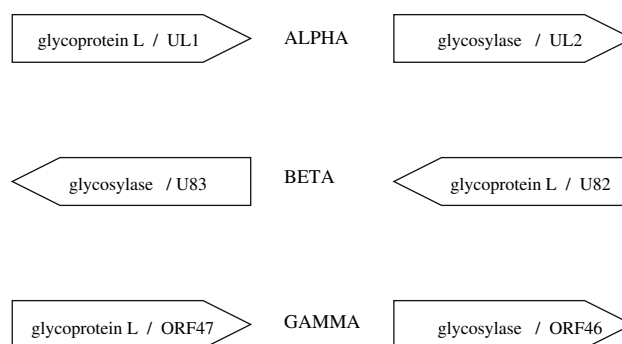 glycoprotein L / UL1 ALPHA glycosylase / UL2
glycosylase / U83 BETA glycoprotein L / U82
glycoprotein L / ORF47 GAMMA glycosylase / ORF46